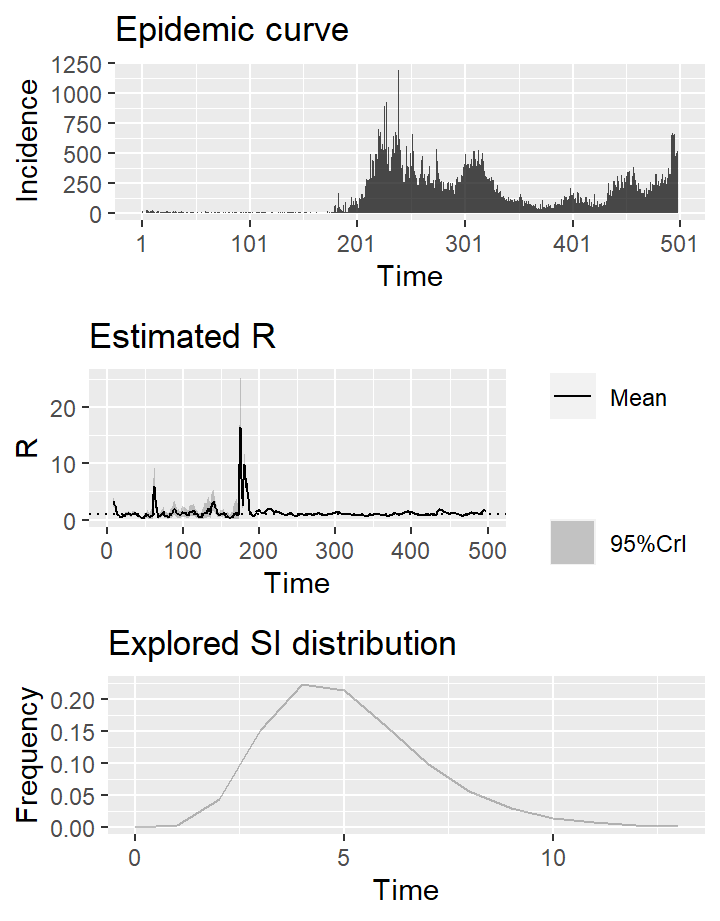 Epidemic curve
Incidence
1250
1000
750
500
250
0
1 101 201 301 401 501
Time
Estimated R
R
20
10
0
0 100 200 300 400 500
Time
Mean
95%CrI
Explored SI distribution
Frequency
0.20
0.15
0.10
0.05
0.00
0 5 10
Time